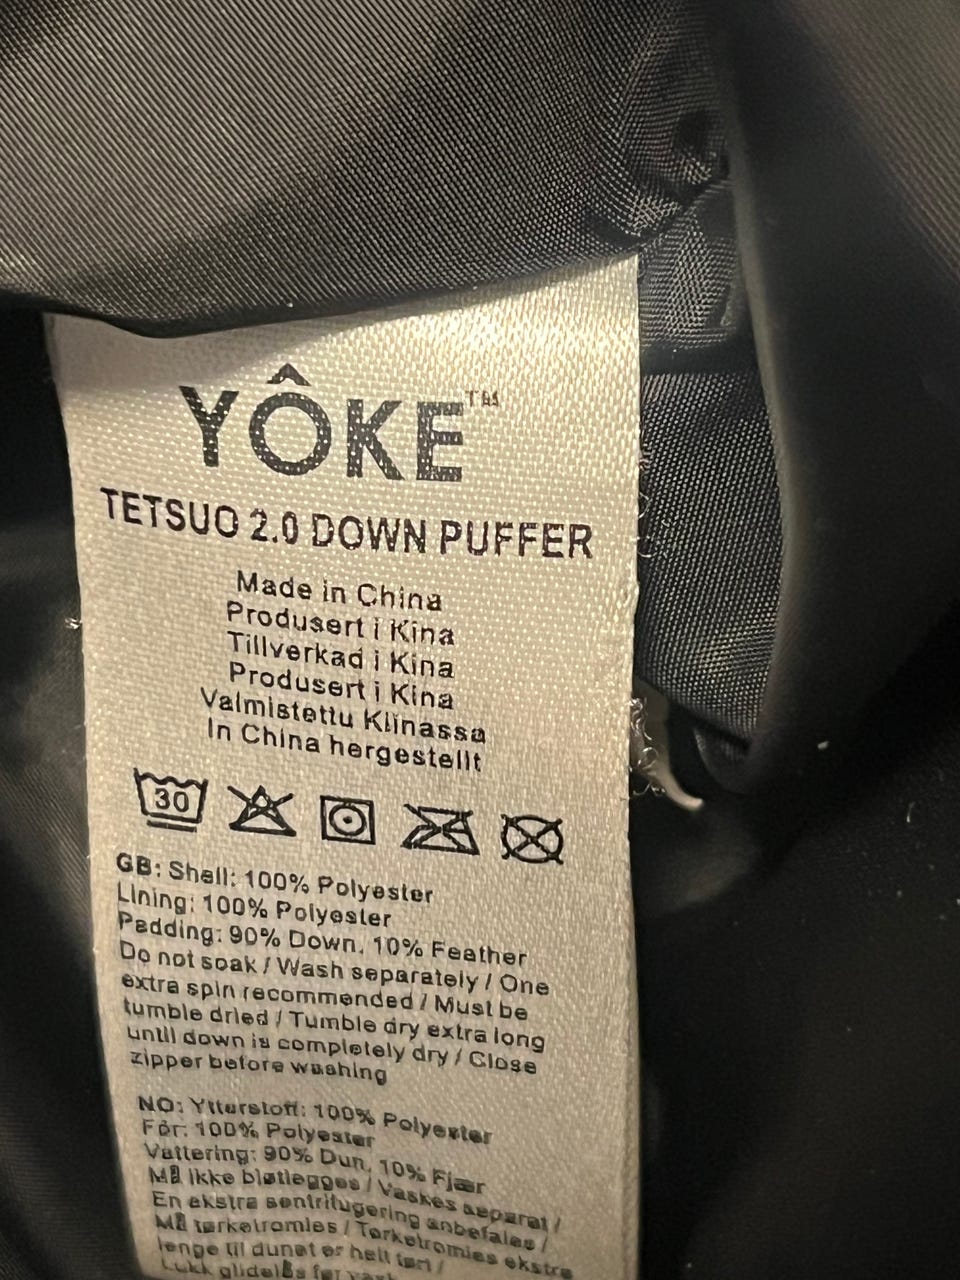 YÔKE™
TETSUO 2.0 DOWN PUFFER
Made in China
Produsert i Kina
Tillverkad i Kina
Produsert i Kina
Valmistettu Kiinassa
In China hergestellt
30
GB: Shell: 100% Polyester
Lining: 100% Polyester
Padding: 90% Down, 10% Feather
Do not soak / Wash separately / One
extra spin recommended / Must be
tumble dried / Tumble dry extra long
until down is completely dry / Close
zipper before washing
NO: Ytterstoff: 100% Polyester
Fôr: 100% Polyester
Vattering: 90% Dun, 10% Fjær
Må ikke bløtlegges / Vaskes separat /
En ekstra sentrifugering anbefales /
Må tørketromles / Tørketromles ekstra
lenge til dunet er helt tørt /
Lukk glidelås før